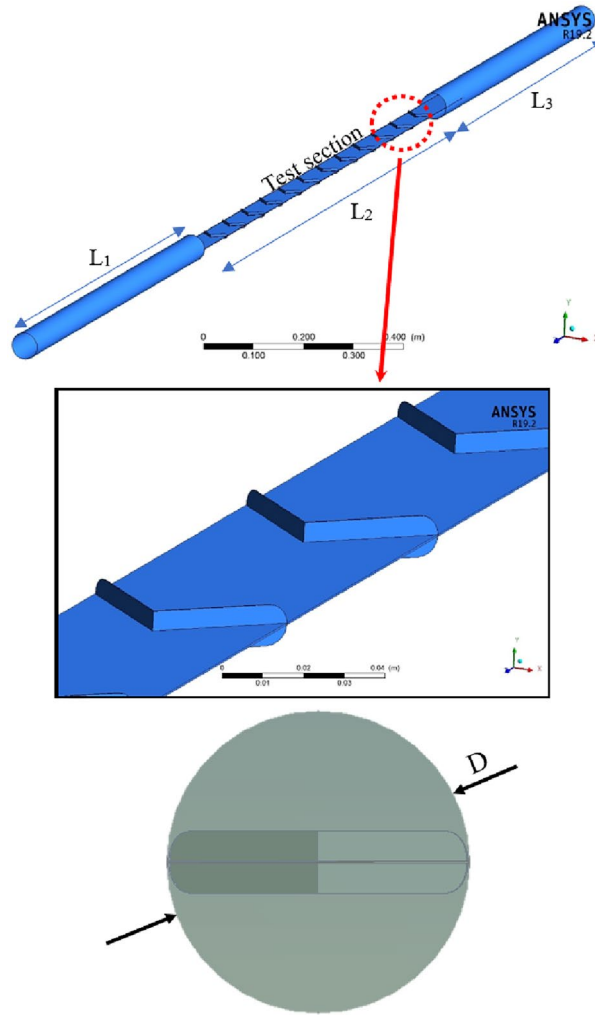 ANSYS
R19.2
L₃
Test section
L₂
L₁
0 0.200 0.400 (m)
0.100 0.300
Y
ANSYS
R19.2
0 0.02 0.04 (m)
0.01 0.03
Y
X
D